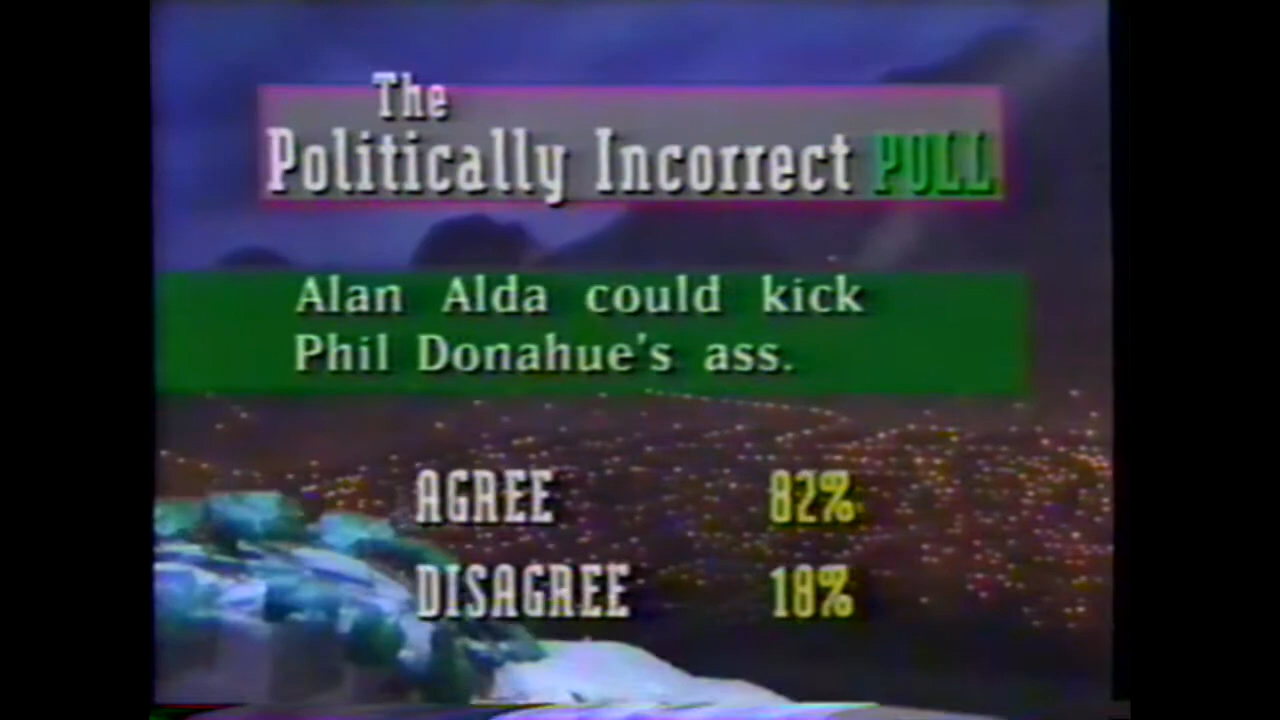 The
Politically Incorrect POLL
Alan Alda could kick
Phil Donahue's ass.
AGREE 82%
DISAGREE 18%